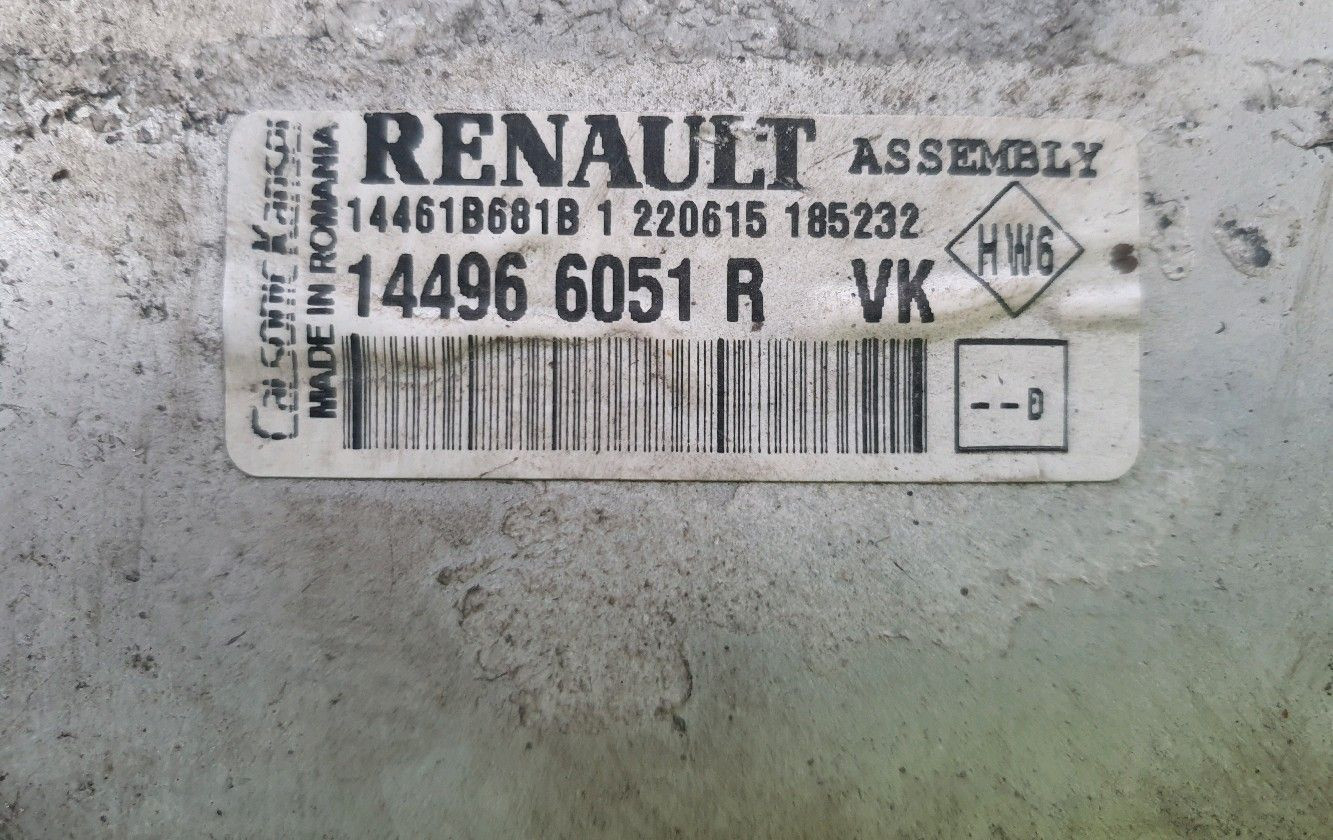 Calsonic Kansei
MADE IN ROMANIA
RENAULT ASSEMBLY
14461B681B 1 220615 185232
14496 6051 R VK
HW6
--D